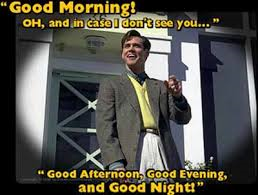 “Good Morning!
OH, and in case I don't see you... ”
“ Good Afternoon, Good Evening,
and Good Night! ”